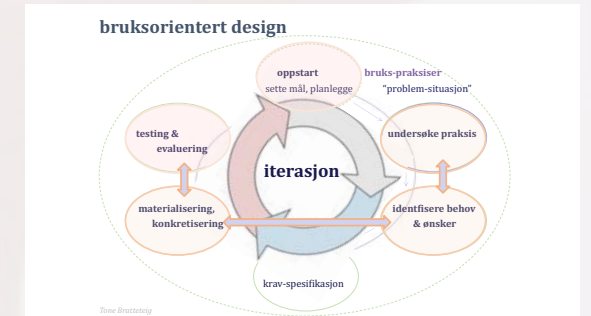 bruksorientert design
oppstart
sette mål, planlegge
bruks-praksiser
"problem-situasjon"
testing &
evaluering
undersøke praksis
iterasjon
materialisering,
konkretisering
identfisere behov
& ønsker
krav-spesifikasjon
Tone Bratteteig